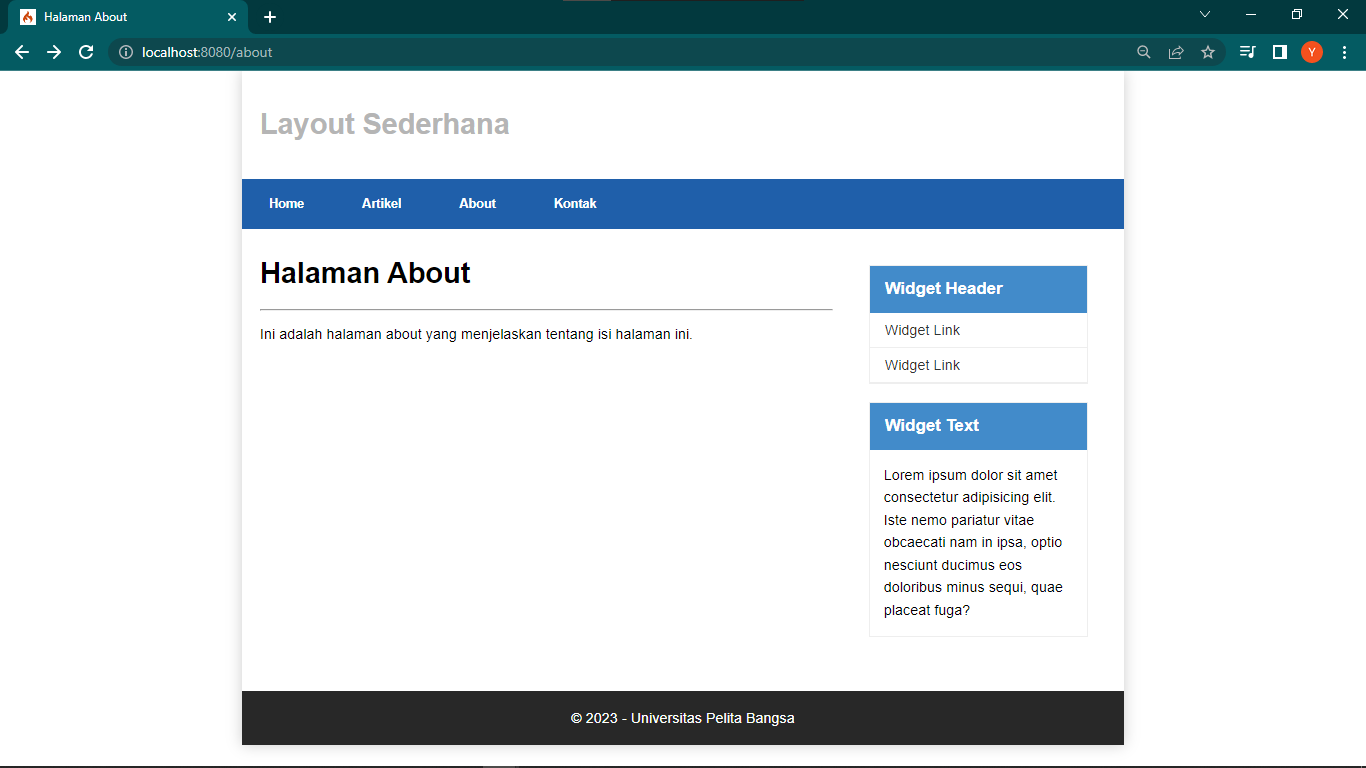 Halaman About
localhost:8080/about
Y
Layout Sederhana
Home Artikel About Kontak
Halaman About
Ini adalah halaman about yang menjelaskan tentang isi halaman ini.
Widget Header
Widget Link
Widget Link
Widget Text
Lorem ipsum dolor sit amet
consectetur adipisicing elit.
Iste nemo pariatur vitae
obcaecati nam in ipsa, optio
nesciunt ducimus eos
doloribus minus sequi, quae
placeat fuga?
© 2023 - Universitas Pelita Bangsa